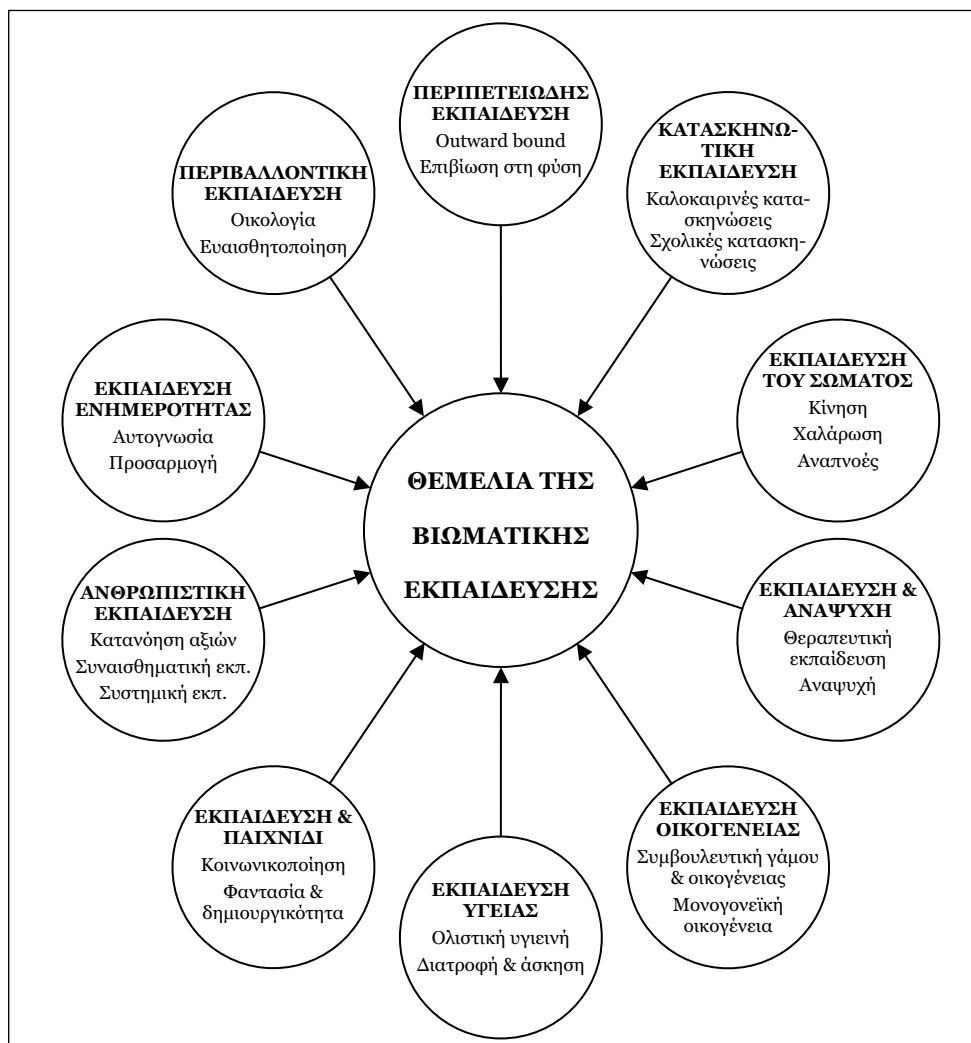 ΠΕΡΙΠΕΤΕΙΩΔΗΣ
ΕΚΠΑΙΔΕΥΣΗ
Outward bound
Επιβίωση στη φύση
ΚΑΤΑΣΚΗΝΩ-
ΤΙΚΗ
ΕΚΠΑΙΔΕΥΣΗ
Καλοκαιρινές κατα-
σκηνώσεις
Σχολικές κατασκη-
νώσεις
ΕΚΠΑΙΔΕΥΣΗ
ΤΟΥ ΣΩΜΑΤΟΣ
Κίνηση
Χαλάρωση
Αναπνοές
ΕΚΠΑΙΔΕΥΣΗ &
ΑΝΑΨΥΧΗ
Θεραπευτική
εκπαίδευση
Αναψυχή
ΕΚΠΑΙΔΕΥΣΗ
ΟΙΚΟΓΕΝΕΙΑΣ
Συμβουλευτική γάμου
& οικογένειας
Μονογονεϊκή
οικογένεια
ΕΚΠΑΙΔΕΥΣΗ
ΥΓΕΙΑΣ
Ολιστική υγιεινή
Διατροφή & άσκηση
ΕΚΠΑΙΔΕΥΣΗ &
ΠΑΙΧΝΙΔΙ
Κοινωνικοποίηση
Φαντασία &
δημιουργικότητα
ΑΝΘΡΩΠΙΣΤΙΚΗ
ΕΚΠΑΙΔΕΥΣΗ
Κατανόηση αξιών
Συναισθηματική εκπ.
Συστημική εκπ.
ΕΚΠΑΙΔΕΥΣΗ
ΕΝΗΜΕΡΟΤΗΤΑΣ
Αυτογνωσία
Προσαρμογή
ΠΕΡΙΒΑΛΛΟΝΤΙΚΗ
ΕΚΠΑΙΔΕΥΣΗ
Οικολογία
Ευαισθητοποίηση
ΘΕΜΕΛΙΑ ΤΗΣ
ΒΙΩΜΑΤΙΚΗΣ
ΕΚΠΑΙΔΕΥΣΗΣ